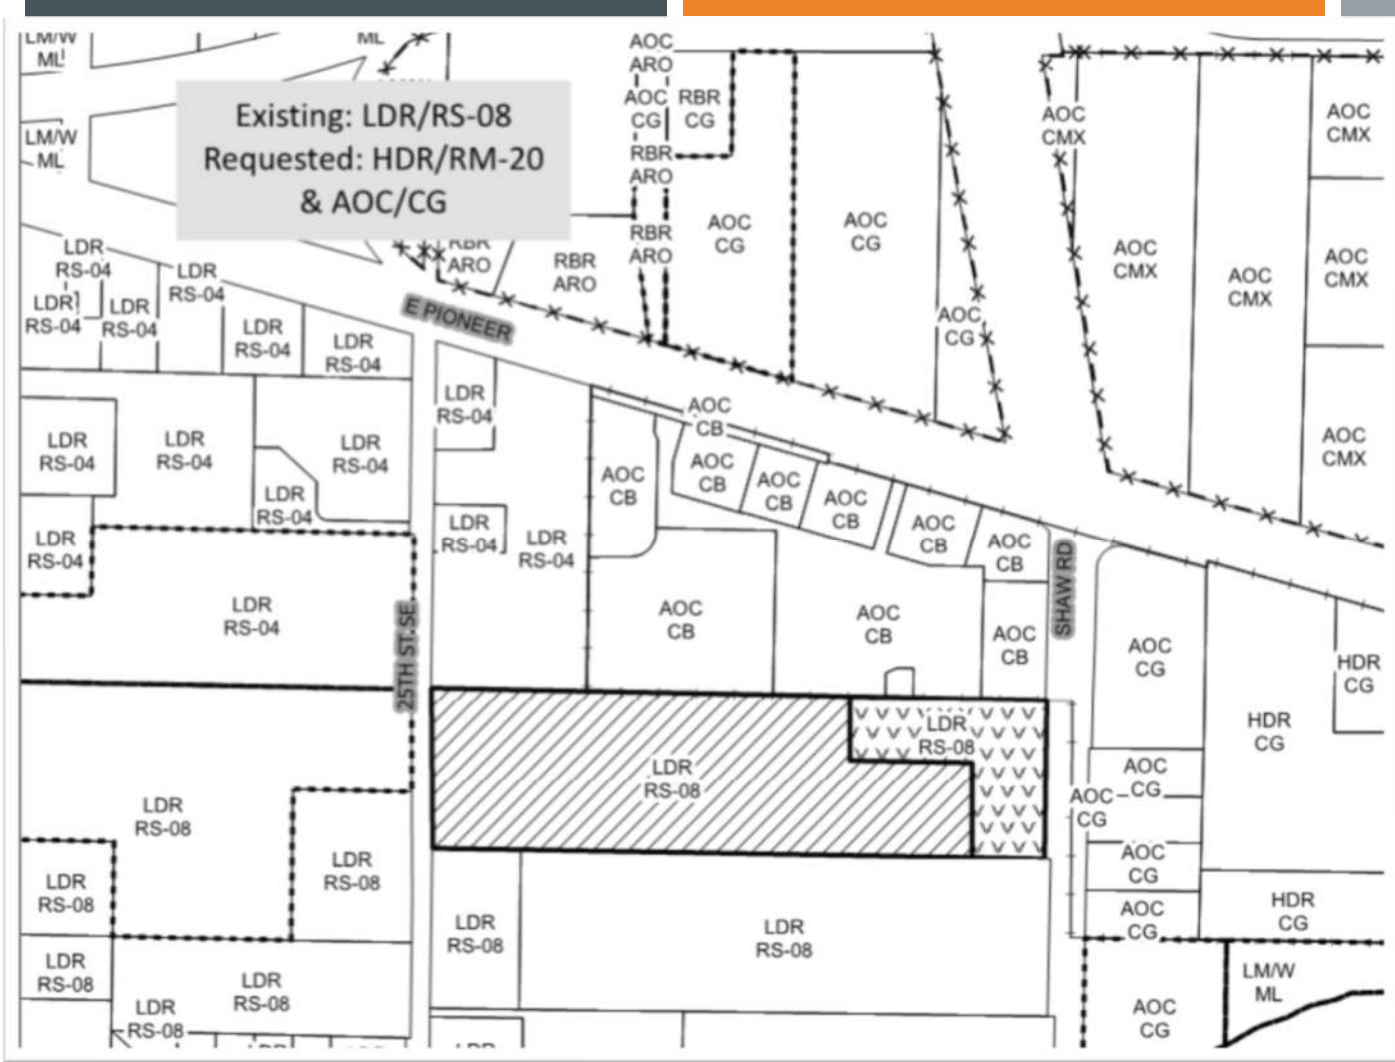 LM/W
ML
ML
AOC
ARO
AOC
CG
RBR
CG
RBR
ARO
RBR
ARO
AOC
CG
AOC
CG
AOC
CG
AOC
CMX
AOC
CMX
AOC
CMX
AOC
CMX
AOC
CMX
AOC
CMX
Existing: LDR/RS-08
Requested: HDR/RM-20
& AOC/CG
LM/W
ML
RBR
ARO
RBR
ARO
LDR
RS-04
LDR
RS-04
LDR
RS-04
LDR
RS-04
LDR
RS-04
LDR
RS-04
E PIONEER
LDR
RS-04
LDR
RS-04
LDR
RS-04
LDR
RS-04
LDR
RS-04
LDR
RS-04
LDR
RS-04
LDR
RS-04
LDR
RS-04
AOC
CB
AOC
CB
AOC
CB
AOC
CB
AOC
CB
AOC
CB
AOC
CB
AOC
CB
AOC
CB
AOC
CB
SHAW RD
25TH ST. SE
AOC
CG
HDR
CG
HDR
CG
LDR
RS-08
LDR
RS-08
AOC
CG
AOC
CG
AOC
CG
AOC
CG
HDR
CG
LDR
RS-08
LDR
RS-08
LDR
RS-08
LDR
RS-08
LDR
RS-08
LDR
RS-08
LDR
RS-08
LDR
RS-08
AOC
CG
LM/W
ML